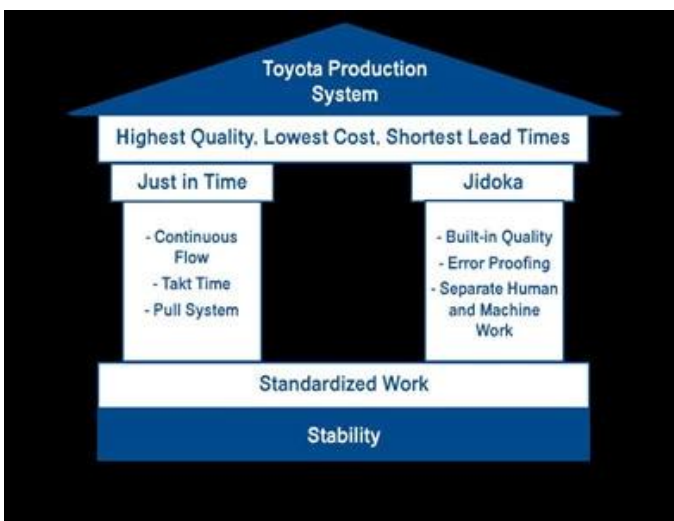 Toyota Production
System
Highest Quality, Lowest Cost, Shortest Lead Times
Just in Time
- Continuous
Flow
- Takt Time
- Pull System
Jidoka
- Built-in Quality
- Error Proofing
- Separate Human
and Machine
Work
Standardized Work
Stability